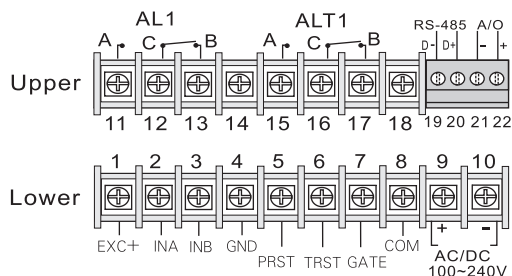 AL1 ALT1 RS-485 A/O
A C B A C B D- D+ - +
Upper
11 12 13 14 15 16 17 18 19 20 21 22
1 2 3 4 5 6 7 8 9 10
Lower
EXC+ INA INB GND PRST TRST GATE COM + -
AC/DC
100~240V